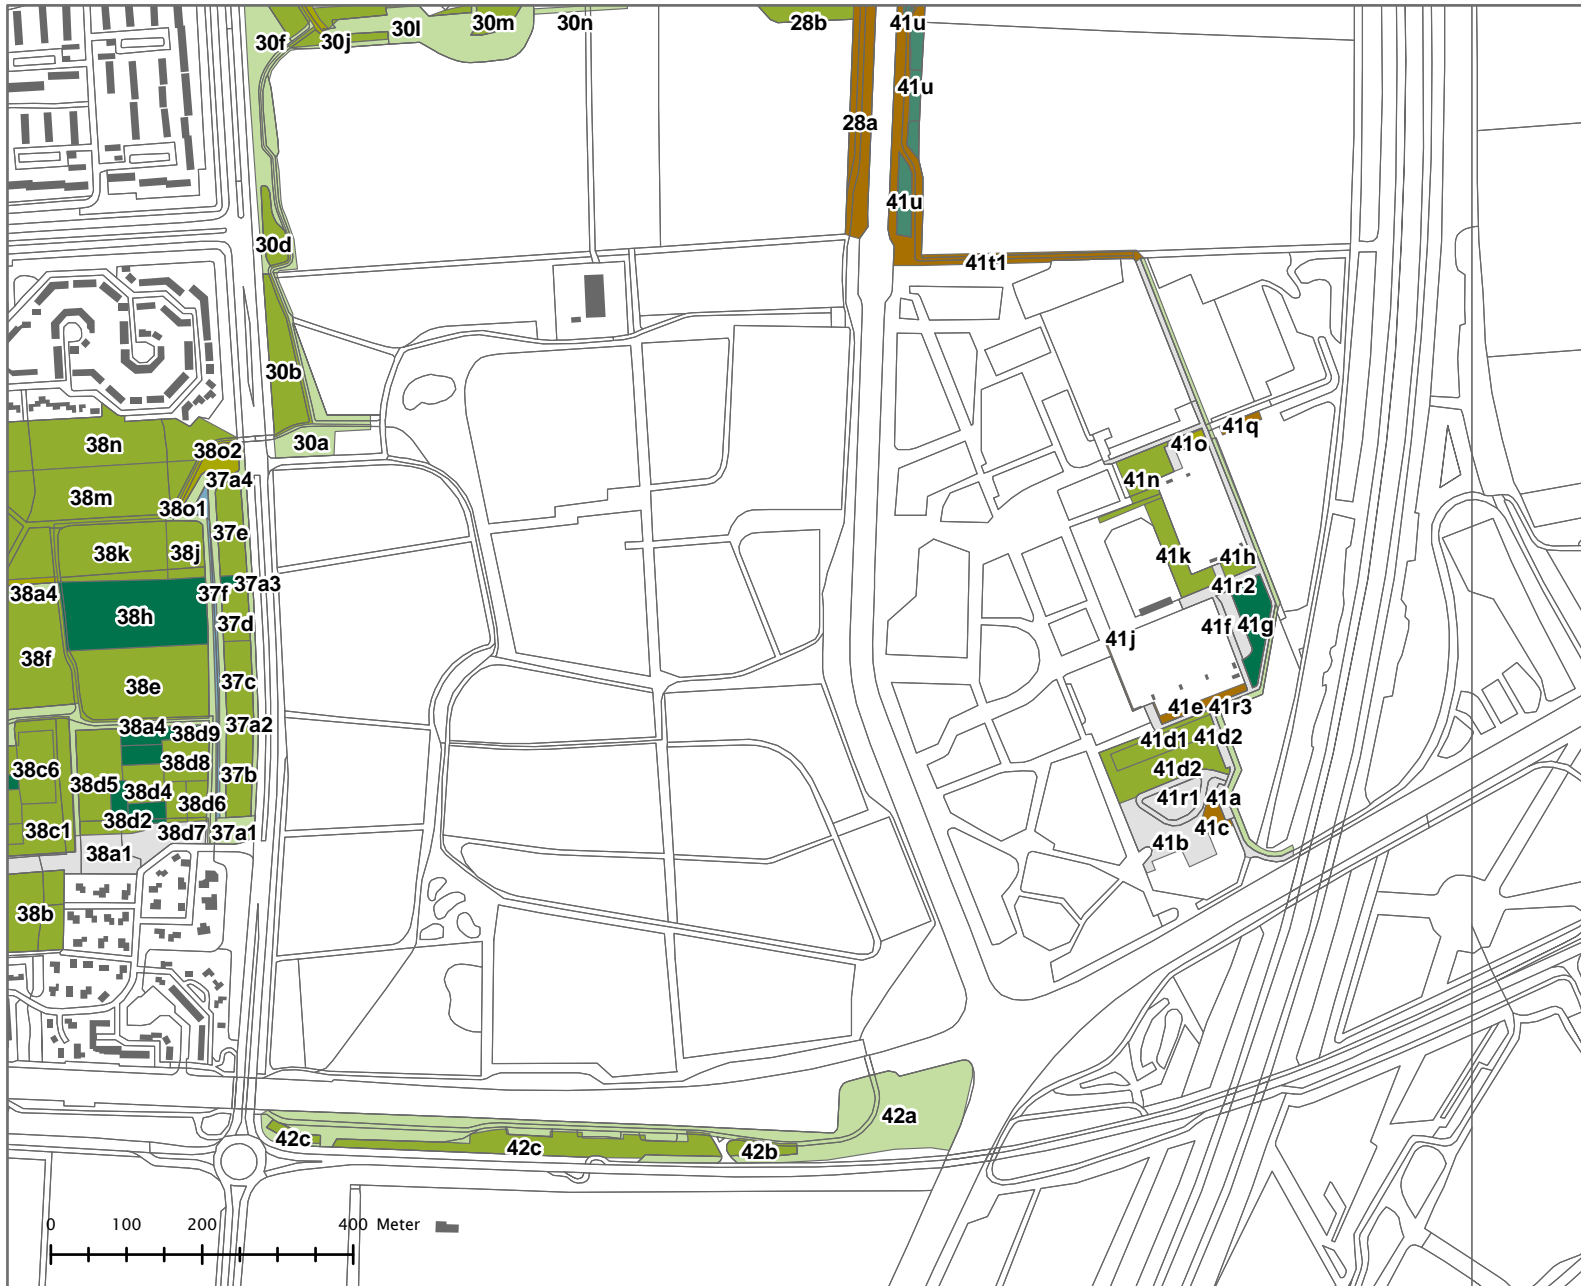 30f
30j
30l
30m
30n
28b
41u
41u
28a
41u
30d
41t1
30b
30a
38n
38o2
41q
41o
37a4
41n
38m
38o1
37e
38k
38j
41k
41h
38a4
37f
37a3
41r2
38h
37d
41f
41g
41j
38f
38e
37c
41e
41r3
38a4
38d9
37a2
41d1
41d2
38c6
38d5
38d8
37b
41d2
38d4
38d6
41r1
41a
38c1
38d2
38d7
37a1
41c
38a1
41b
38b
42a
42c
42c
42b
0 100 200 400 Meter